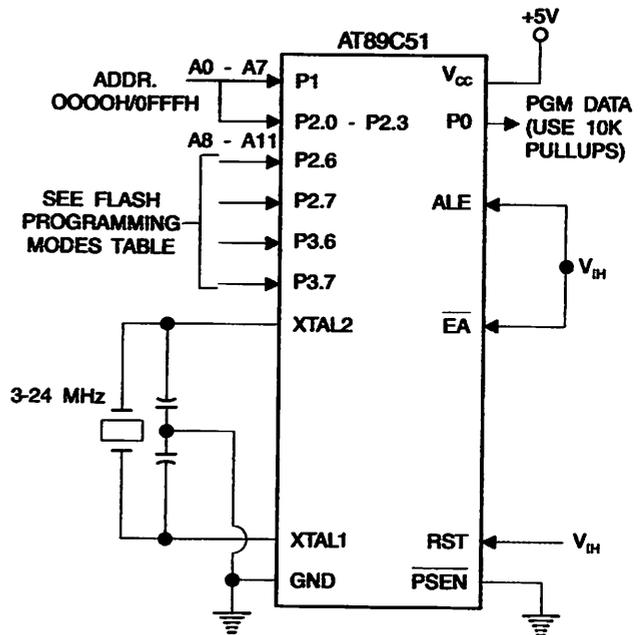 +5V
AT89C51
A0 - A7
ADDR.
OOOOH/0FFFH
P1
VCC
P2.0 - P2.3
P0
PGM DATA
(USE 10K
PULLUPS)
A8 - A11
P2.6
SEE FLASH
PROGRAMMING
MODES TABLE
P2.7
ALE
P3.6
VIH
P3.7
XTAL2
EA
3-24 MHz
XTAL1
RST
VIH
GND
PSEN